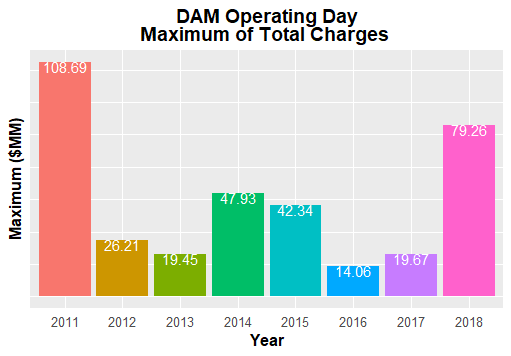 DAM Operating Day
Maximum of Total Charges
Maximum ($MM)
108.69
26.21
19.45
47.93
42.34
14.06
19.67
79.26
2011 2012 2013 2014 2015 2016 2017 2018
Year